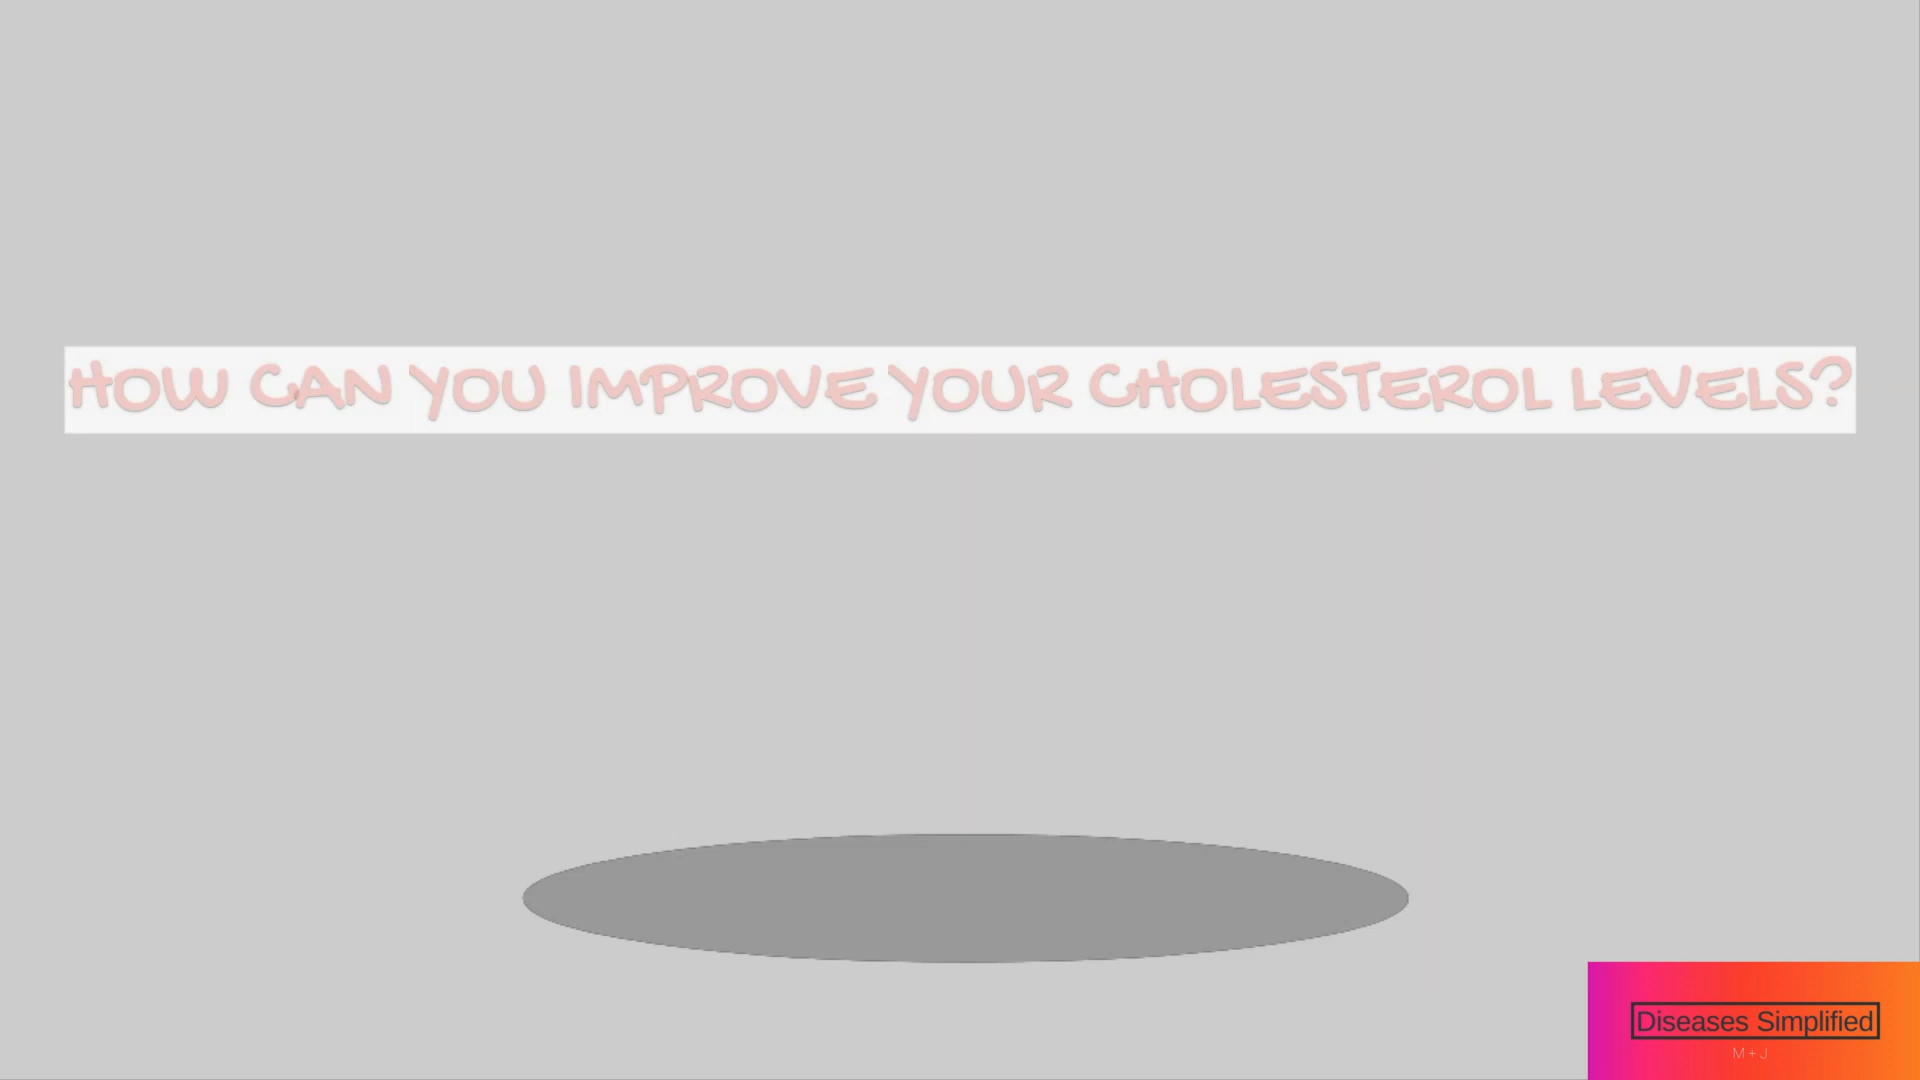 HOW CAN YOU IMPROVE YOUR CHOLESTEROL LEVELS?
Diseases Simplified
M + J